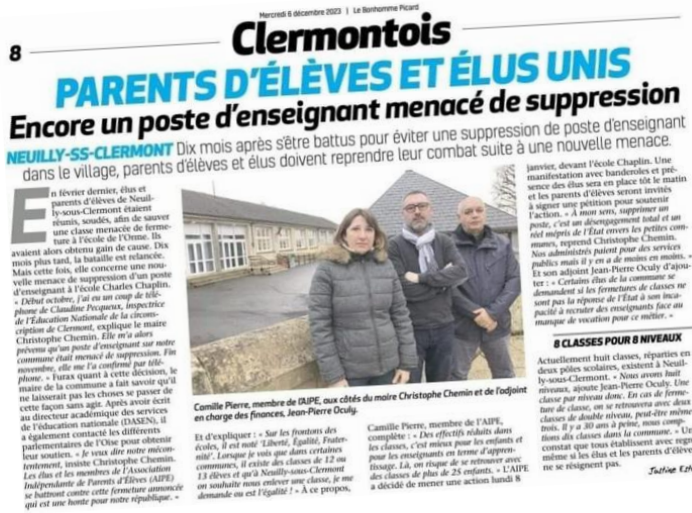 Mercredi 6 décembre 2023 | Le Bonhomme Picard
8
Clermontois
PARENTS D'ÉLÈVES ET ÉLUS UNIS
Encore un poste d'enseignant menacé de suppression
NEUILLY-SS-CLERMONT Dix mois après s'être battus pour éviter une suppression de poste d'enseignant
dans le village, parents d'élèves et élus doivent reprendre leur combat suite à une nouvelle menace.
En février dernier, élus et
parents d'élèves de Neuil-
ly-sous-Clermont étaient
réunis, soudés, afin de sauver
une classe menacée de ferme-
ture à l'école de l'Orme. Ils
avaient alors obtenu gain de cause. Dix
mois plus tard, la bataille est relancée.
Mais cette fois, elle concerne une nou-
velle menace de suppression d'un poste
d'enseignant à l'école Charles Chaplin.
« Début octobre, j'ai eu un coup de télé-
phone de Claudine Pecqueux, inspectrice
de l'Éducation Nationale de la circons-
cription de Clermont, explique le maire
Christophe Chemin. Elle m'a alors
prévenu qu'un poste d'enseignant sur notre
commune était menacé de suppression. Fin
novembre, elle me l'a confirmé par télé-
phone. » Furax quant à cette décision, le
maire de la commune a fait savoir qu'il
ne laisserait pas les choses se passer de
cette façon sans agir. Après avoir écrit
au directeur académique des services
de l'éducation nationale (DASEN), il
a également contacté les différents
parlementaires de l'Oise pour obtenir
leur soutien. « Je veux dire notre mécon-
tentement, insiste Christophe Chemin.
Les élus et les membres de l'Association
Indépendante de Parents d'Élèves (AIPE)
se battront contre cette fermeture annoncée
qui est une honte pour notre république. »
Camille Pierre, membre de l'AIPE, aux côtés du maire Christophe Chemin et de l'adjoint
en charge des finances, Jean-Pierre Oculy.
Et d'expliquer : « Sur les frontons des
écoles, il est noté 'Liberté, Égalité, Frater-
nité'. Lorsque je vois que dans certaines
communes, il existe des classes de 12 ou
13 élèves et qu'à Neuilly-sous-Clermont
on souhaite nous enlever une classe, je me
demande ou est l'égalité ! » À ce propos,
Camille Pierre, membre de l'AIPE,
complète : « Des effectifs réduits dans
les classes, c'est mieux pour les enfants et
pour les enseignants en terme d'appren-
tissage. Là, on risque de se retrouver avec
des classes de plus de 25 enfants. » L'AIPE
a décidé de mener une action lundi 8
janvier, devant l'école Chaplin. Une
manifestation avec banderoles et pré-
sence des élus sera en place tôt le matin
et les parents d'élèves seront invités
à signer une pétition pour soutenir
l'action. « À mon sens, supprimer un
poste, c'est un désengagement total et un
réel mépris de l'État envers les petites com-
munes, reprend Christophe Chemin.
Nos administrés paient pour des services
publics mais il y en a de moins en moins. »
Et son adjoint Jean-Pierre Oculy d'ajou-
ter : « Certains élus de la commune se
demandent si les fermetures de classes ne
sont pas la réponse de l'État à son inca-
pacité à recruter des enseignants face au
manque de vocation pour ce métier. »
8 CLASSES POUR 8 NIVEAUX
Actuellement huit classes, réparties en
deux pôles scolaires, existent à Neuil-
ly-sous-Clermont. « Nous avons huit
niveaux, ajoute Jean-Pierre Oculy. Une
classe par niveau donc. En cas de ferme-
ture de classe, on se retrouvera avec deux
classes de double niveau, peut-être même
trois. Il y a 30 ans à peine, nous comp-
tions dix classes dans la commune. » Un
constat que tous établissent avec regret
même si les élus et les parents d'élève
ne se résignent pas.
Justine